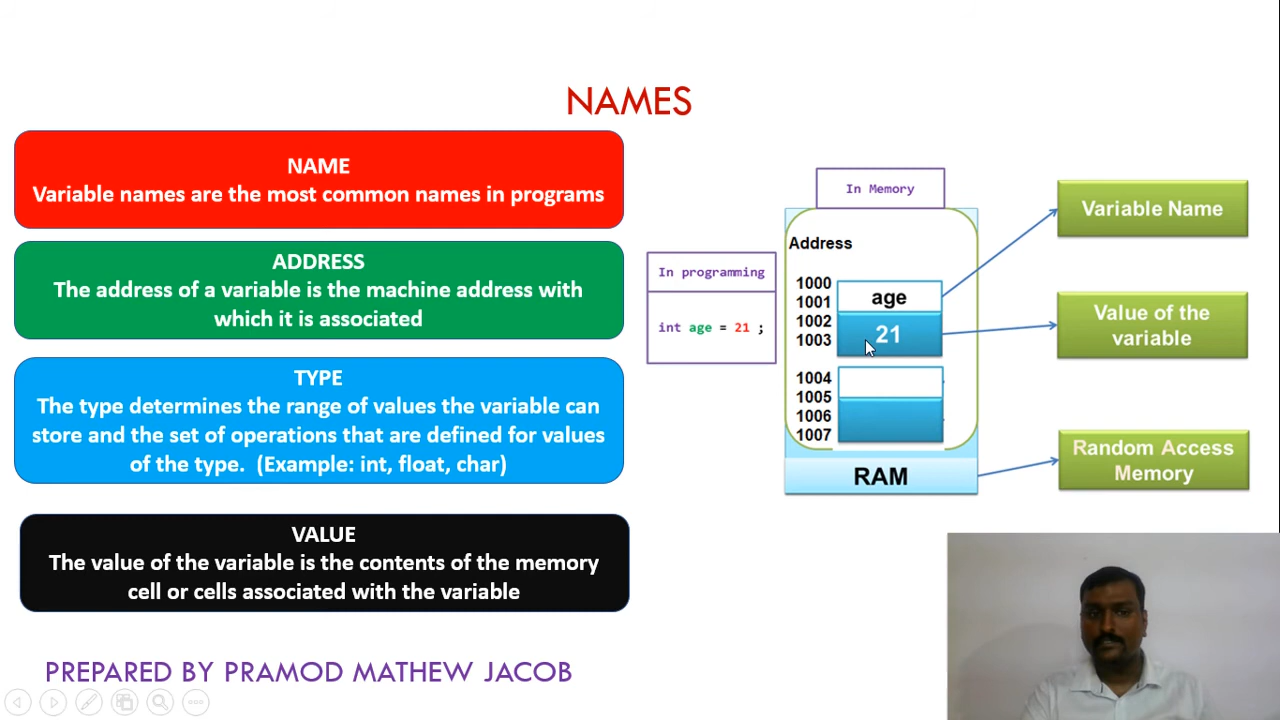 NAMES
NAME
Variable names are the most common names in programs
ADDRESS
The address of a variable is the machine address with
which it is associated
TYPE
The type determines the range of values the variable can
store and the set of operations that are defined for values
of the type.  (Example: int, float, char)
VALUE
The value of the variable is the contents of the memory
cell or cells associated with the variable
In programming
int age = 21 ;
In Memory
Address
1000
1001
1002
1003
age
21
1004
1005
1006
1007
RAM
Variable Name
Value of the
variable
Random Access
Memory
PREPARED BY PRAMOD MATHEW JACOB